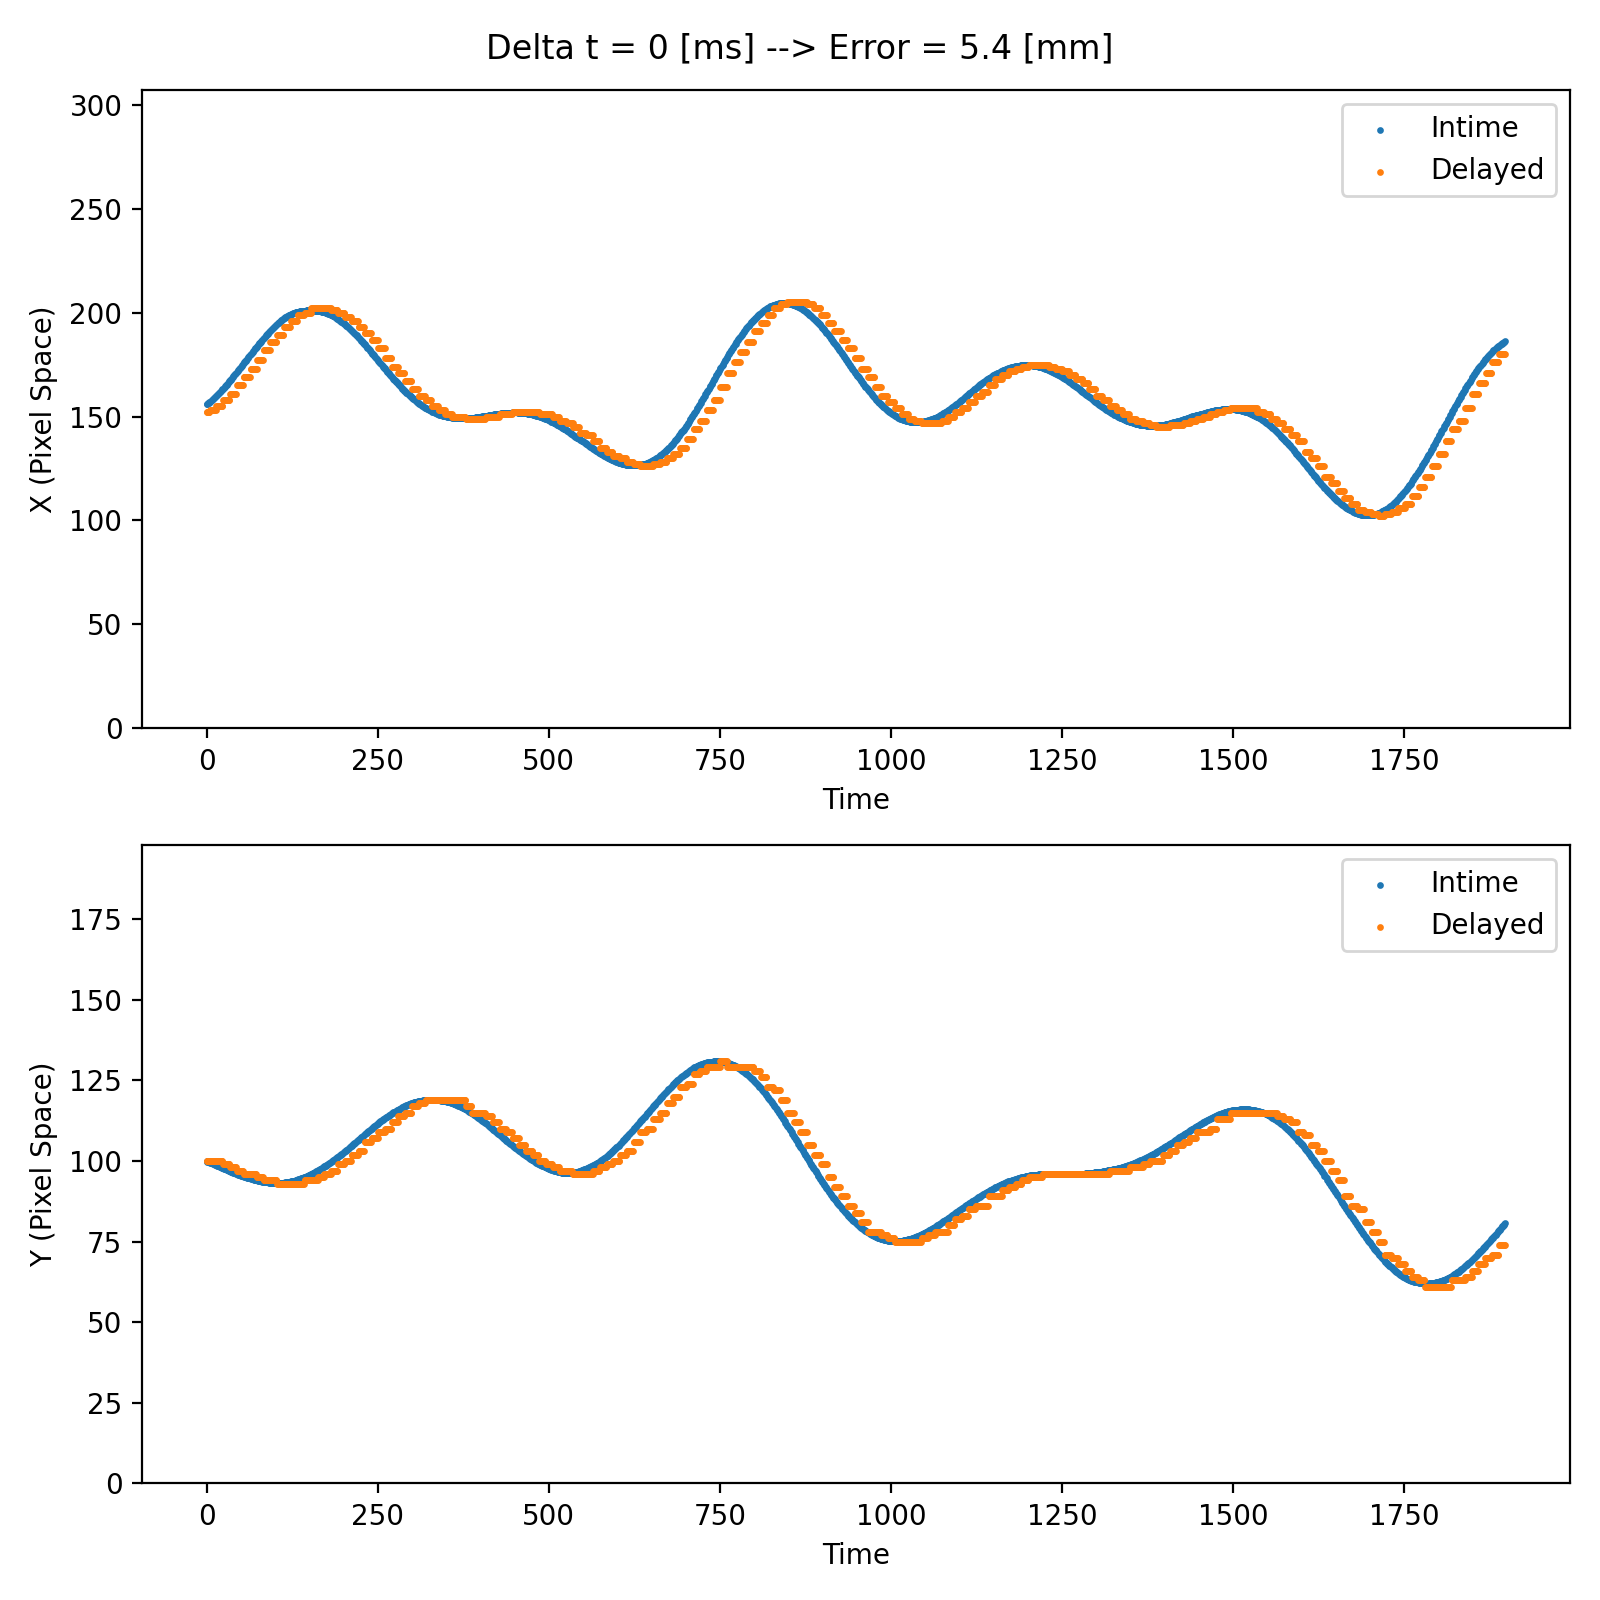 Delta t = 0 [ms] --> Error = 5.4 [mm]
300
250
200
150
100
50
0
X (Pixel Space)
Intime
Delayed
0 250 500 750 1000 1250 1500 1750
Time
175
150
125
100
75
50
25
0
Y (Pixel Space)
Intime
Delayed
0 250 500 750 1000 1250 1500 1750
Time